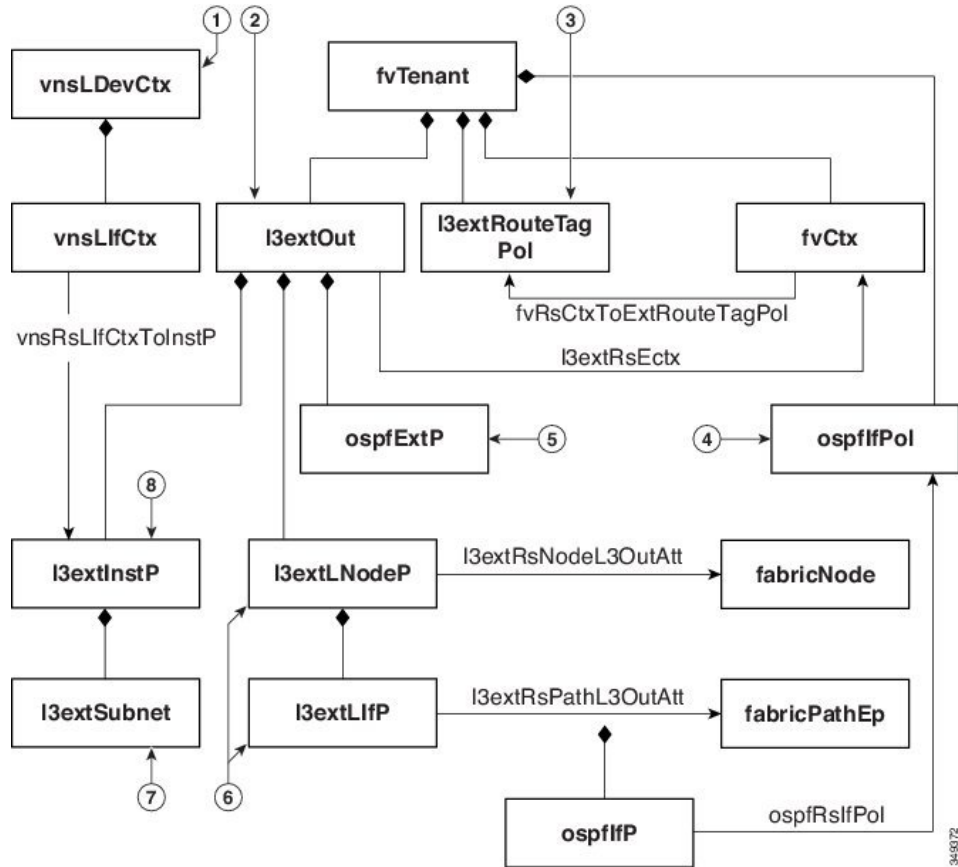 1
2
3
vnsLDevCtx
fvTenant
vnsLIfCtx
l3extOut
l3extRouteTag
Pol
fvCtx
fvRsCtxToExtRouteTagPol
vnsRsLIfCtxToInstP
l3extRsEctx
ospfExtP
5
4
ospfIfPol
8
l3extInstP
l3extLNodeP
l3extRsNodeL3OutAtt
fabricNode
l3extSubnet
l3extLIfP
l3extRsPathL3OutAtt
fabricPathEp
7
6
ospfIfP
ospfRsIfPol
349372